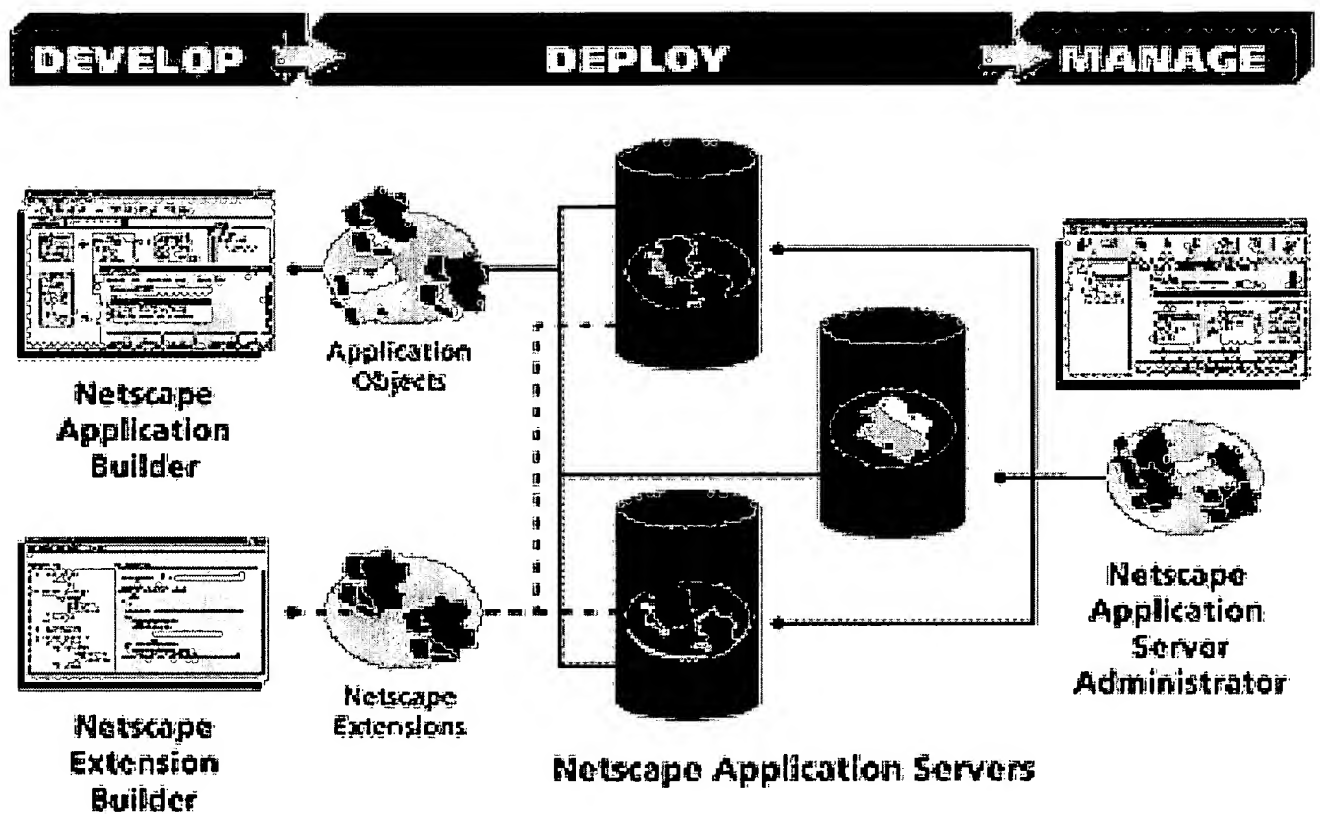 DEVELOP
DEPLOY
MANAGE
Netscape
Application
Builder
Application
Objects
Netscape
Extension
Builder
Netscape
Extensions
Netscape Application Servers
Netscape
Application
Server
Administrator